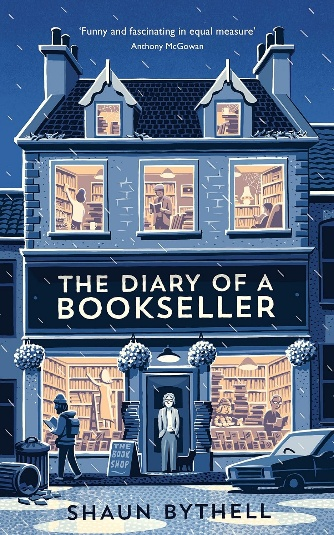 ‘Funny and fascinating in equal measure’
Anthony McGowan
THE DIARY OF A
BOOKSELLER
THE
BOOK
SHOP
SHAUN BYTHELL